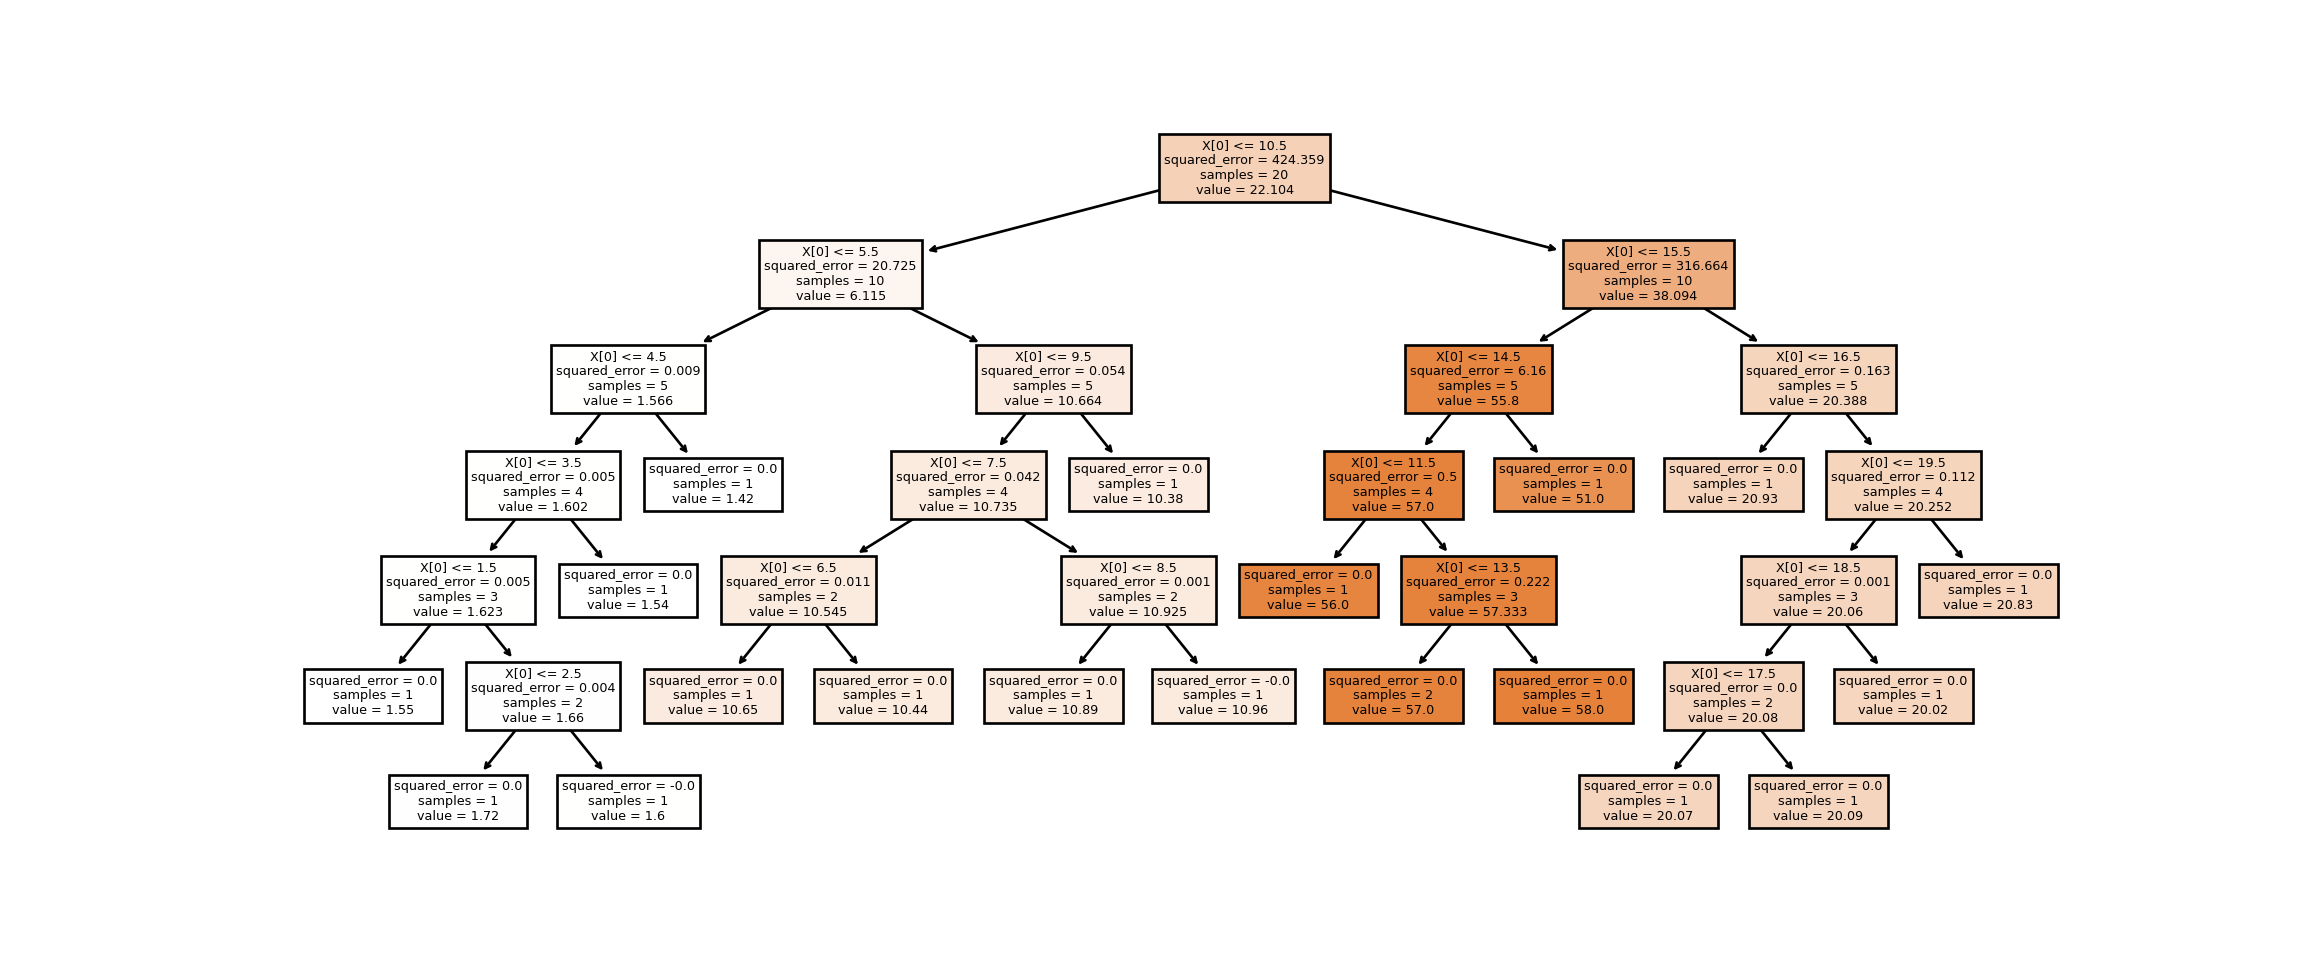 X[0] <= 10.5
squared_error = 424.359
samples = 20
value = 22.104
X[0] <= 5.5
squared_error = 20.725
samples = 10
value = 6.115
X[0] <= 15.5
squared_error = 316.664
samples = 10
value = 38.094
X[0] <= 4.5
squared_error = 0.009
samples = 5
value = 1.566
X[0] <= 9.5
squared_error = 0.054
samples = 5
value = 10.664
X[0] <= 14.5
squared_error = 6.16
samples = 5
value = 55.8
X[0] <= 16.5
squared_error = 0.163
samples = 5
value = 20.388
X[0] <= 3.5
squared_error = 0.005
samples = 4
value = 1.602
squared_error = 0.0
samples = 1
value = 1.42
X[0] <= 7.5
squared_error = 0.042
samples = 4
value = 10.735
squared_error = 0.0
samples = 1
value = 10.38
X[0] <= 11.5
squared_error = 0.5
samples = 4
value = 57.0
squared_error = 0.0
samples = 1
value = 51.0
squared_error = 0.0
samples = 1
value = 20.93
X[0] <= 19.5
squared_error = 0.112
samples = 4
value = 20.252
X[0] <= 1.5
squared_error = 0.005
samples = 3
value = 1.623
squared_error = 0.0
samples = 1
value = 1.54
X[0] <= 6.5
squared_error = 0.011
samples = 2
value = 10.545
X[0] <= 8.5
squared_error = 0.001
samples = 2
value = 10.925
squared_error = 0.0
samples = 1
value = 56.0
X[0] <= 13.5
squared_error = 0.222
samples = 3
value = 57.333
X[0] <= 18.5
squared_error = 0.001
samples = 3
value = 20.06
squared_error = 0.0
samples = 1
value = 20.83
squared_error = 0.0
samples = 1
value = 1.55
X[0] <= 2.5
squared_error = 0.004
samples = 2
value = 1.66
squared_error = 0.0
samples = 1
value = 10.65
squared_error = 0.0
samples = 1
value = 10.44
squared_error = 0.0
samples = 1
value = 10.89
squared_error = -0.0
samples = 1
value = 10.96
squared_error = 0.0
samples = 2
value = 57.0
squared_error = 0.0
samples = 1
value = 58.0
X[0] <= 17.5
squared_error = 0.0
samples = 2
value = 20.08
squared_error = 0.0
samples = 1
value = 20.02
squared_error = 0.0
samples = 1
value = 1.72
squared_error = -0.0
samples = 1
value = 1.6
squared_error = 0.0
samples = 1
value = 20.07
squared_error = 0.0
samples = 1
value = 20.09